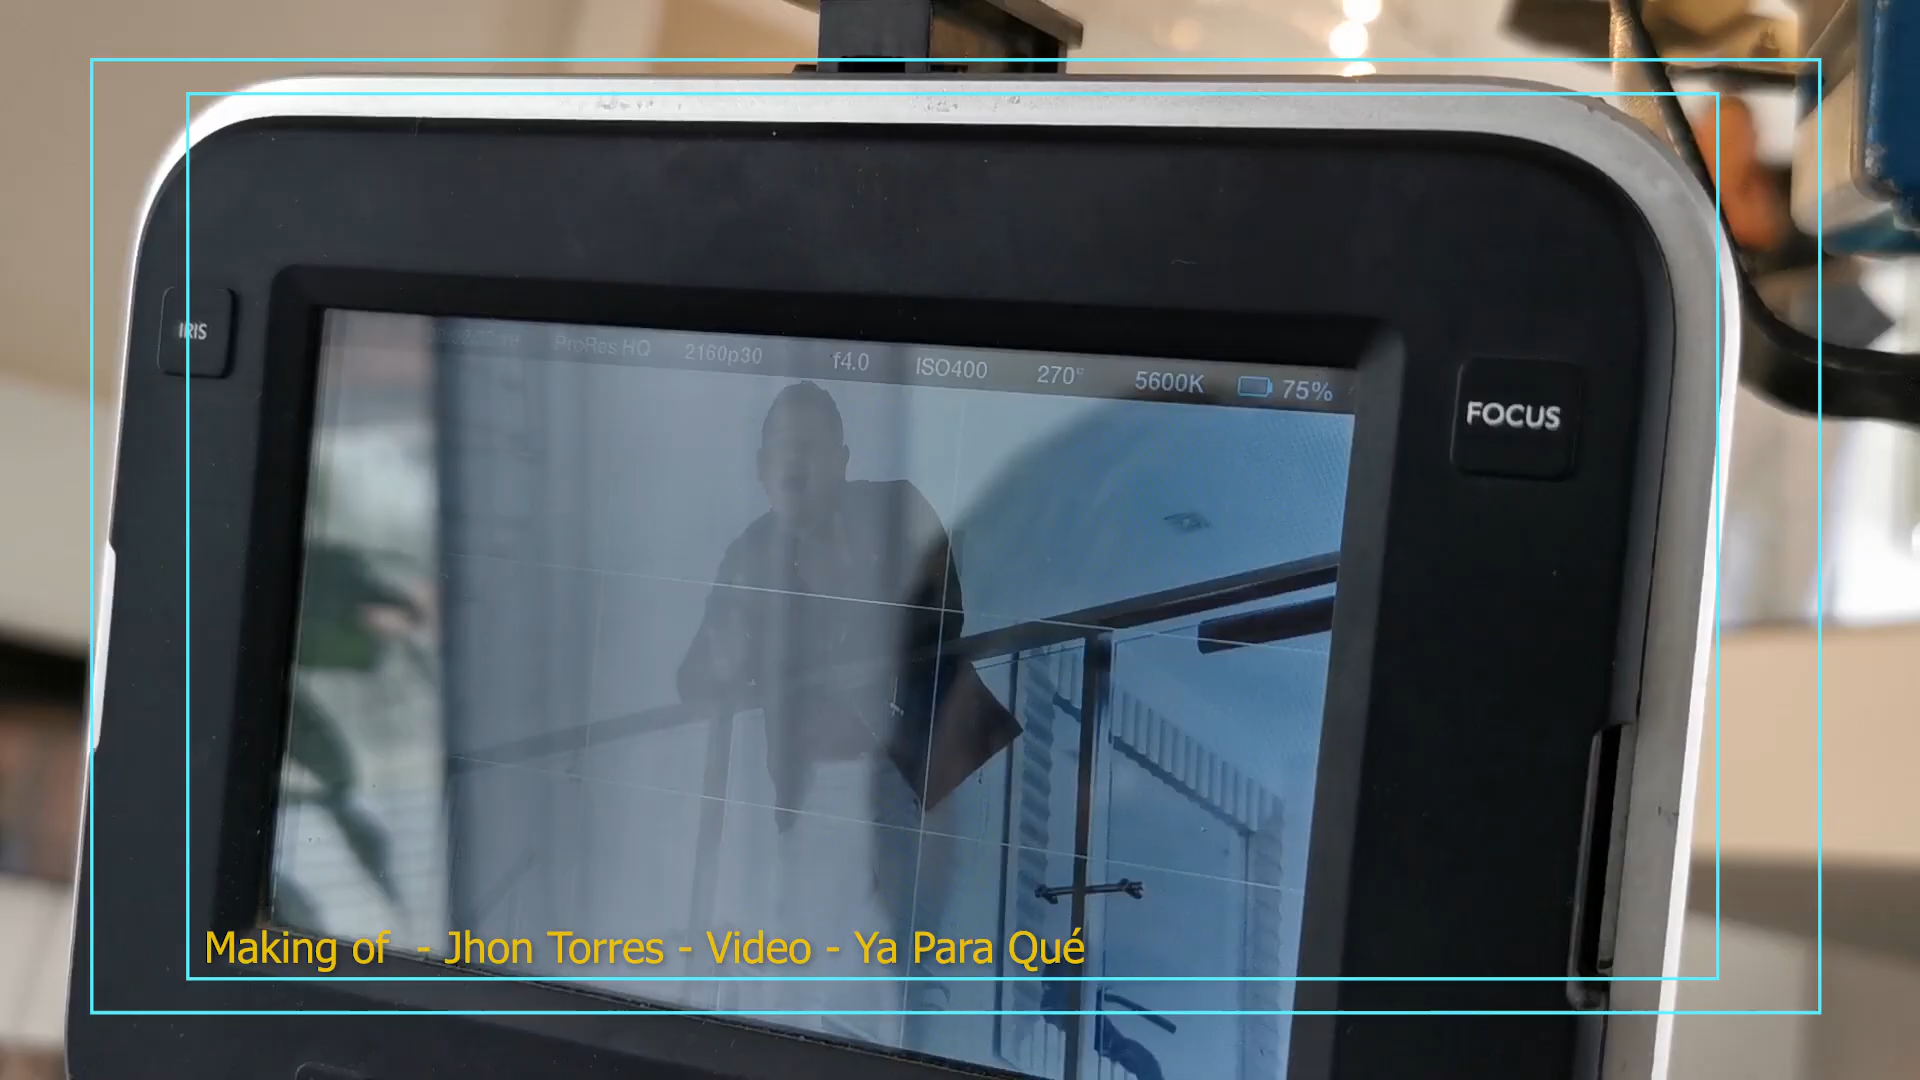 IRIS
ProRes HQ 2160p30 f4.0 ISO400 270° 5600K 75%
FOCUS
Making of - Jhon Torres - Video - Ya Para Qué